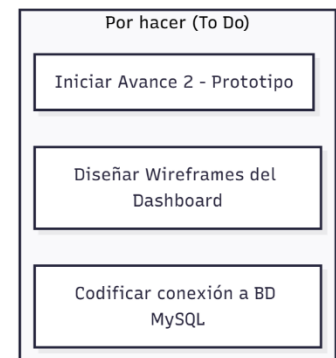 Por hacer (To Do)
Iniciar Avance 2 - Prototipo
Diseñar Wireframes del
Dashboard
Codificar conexión a BD
MySQL